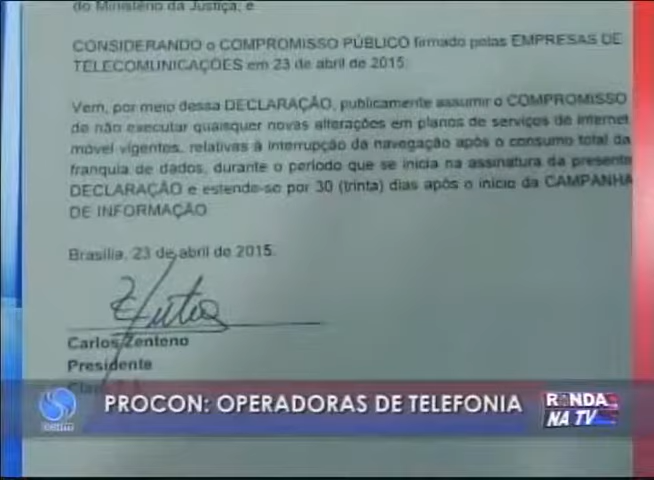 do Ministério da Justiça; e
CONSIDERANDO o COMPROMISSO PÚBLICO firmado pelas EMPRESAS DE
TELECOMUNICAÇÕES em 23 de abril de 2015.
Vem, por meio dessa DECLARAÇÃO, publicamente assumir o COMPROMISSO
de não executar quaisquer novas alterações em planos de serviços de internet
móvel vigentes, relativas à interrupção da navegação após o consumo total da
franquia de dados, durante o período que se inicia na assinatura da presente
DECLARAÇÃO e estende-se por 30 (trinta) dias após o início da CAMPANHA
DE INFORMAÇÃO
Brasília, 23 de abril de 2015.
Carlos Zenteno
Presidente
PROCON: OPERADORAS DE TELEFONIA
RONDA
NA TV